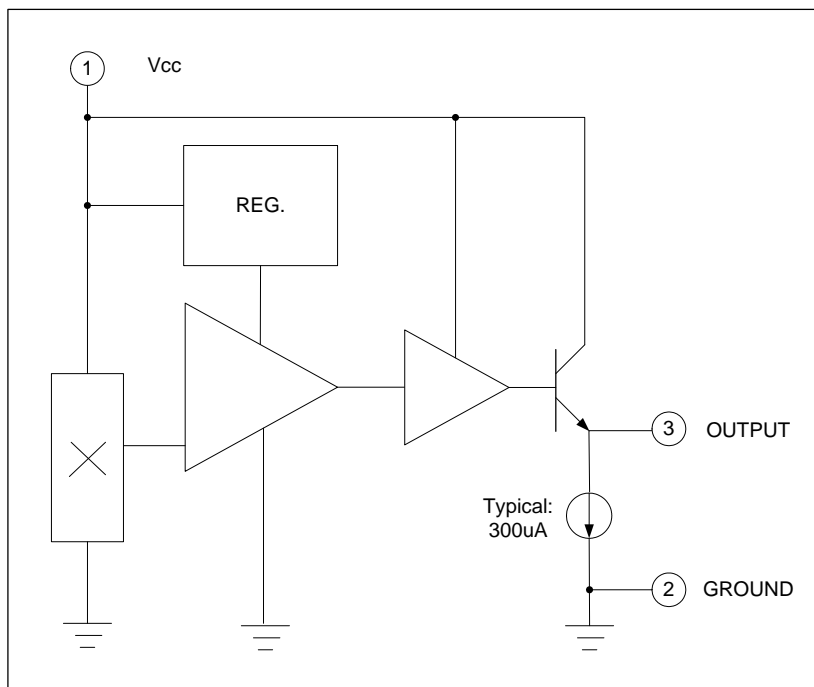 1 Vcc
REG.
3 OUTPUT
Typical:
300uA
2 GROUND